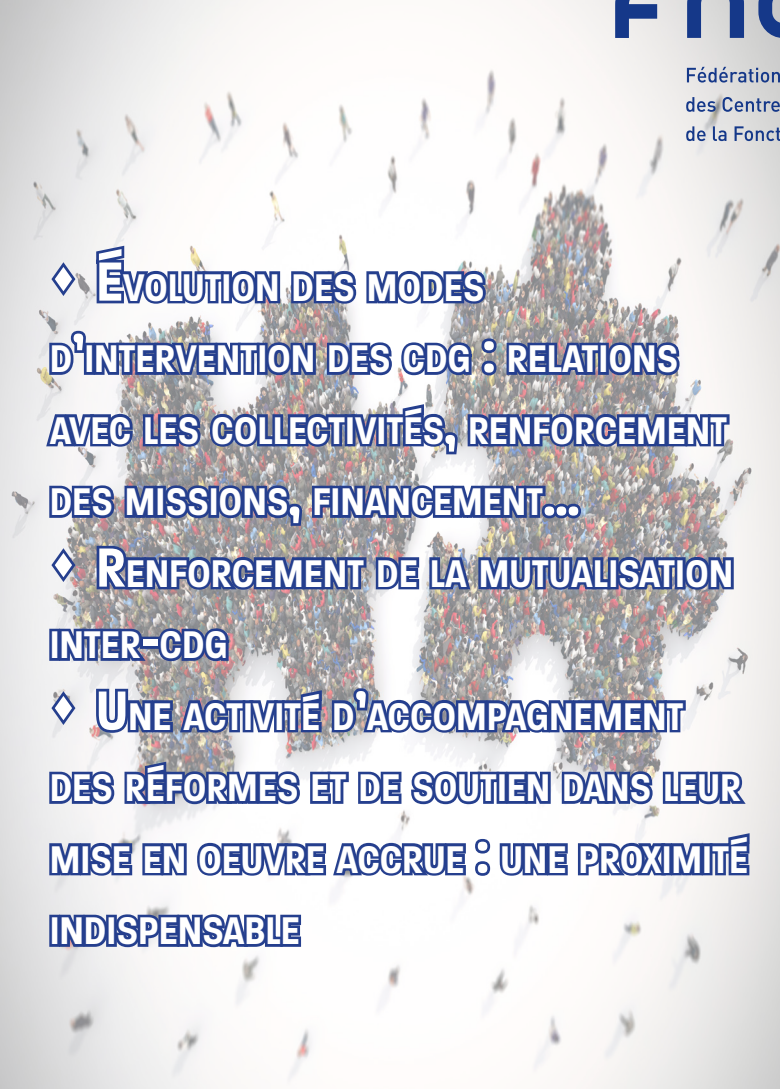 Fédération
des Centre
de la Fonct
◊ Évolution des modes
d'intervention des cdg : relations
avec les collectivités, renforcement
des missions, financement...
◊ Renforcement de la mutualisation
inter-cdg
◊ Une activité d'accompagnement
des réformes et de soutien dans leur
mise en oeuvre accrue : une proximité
indispensable